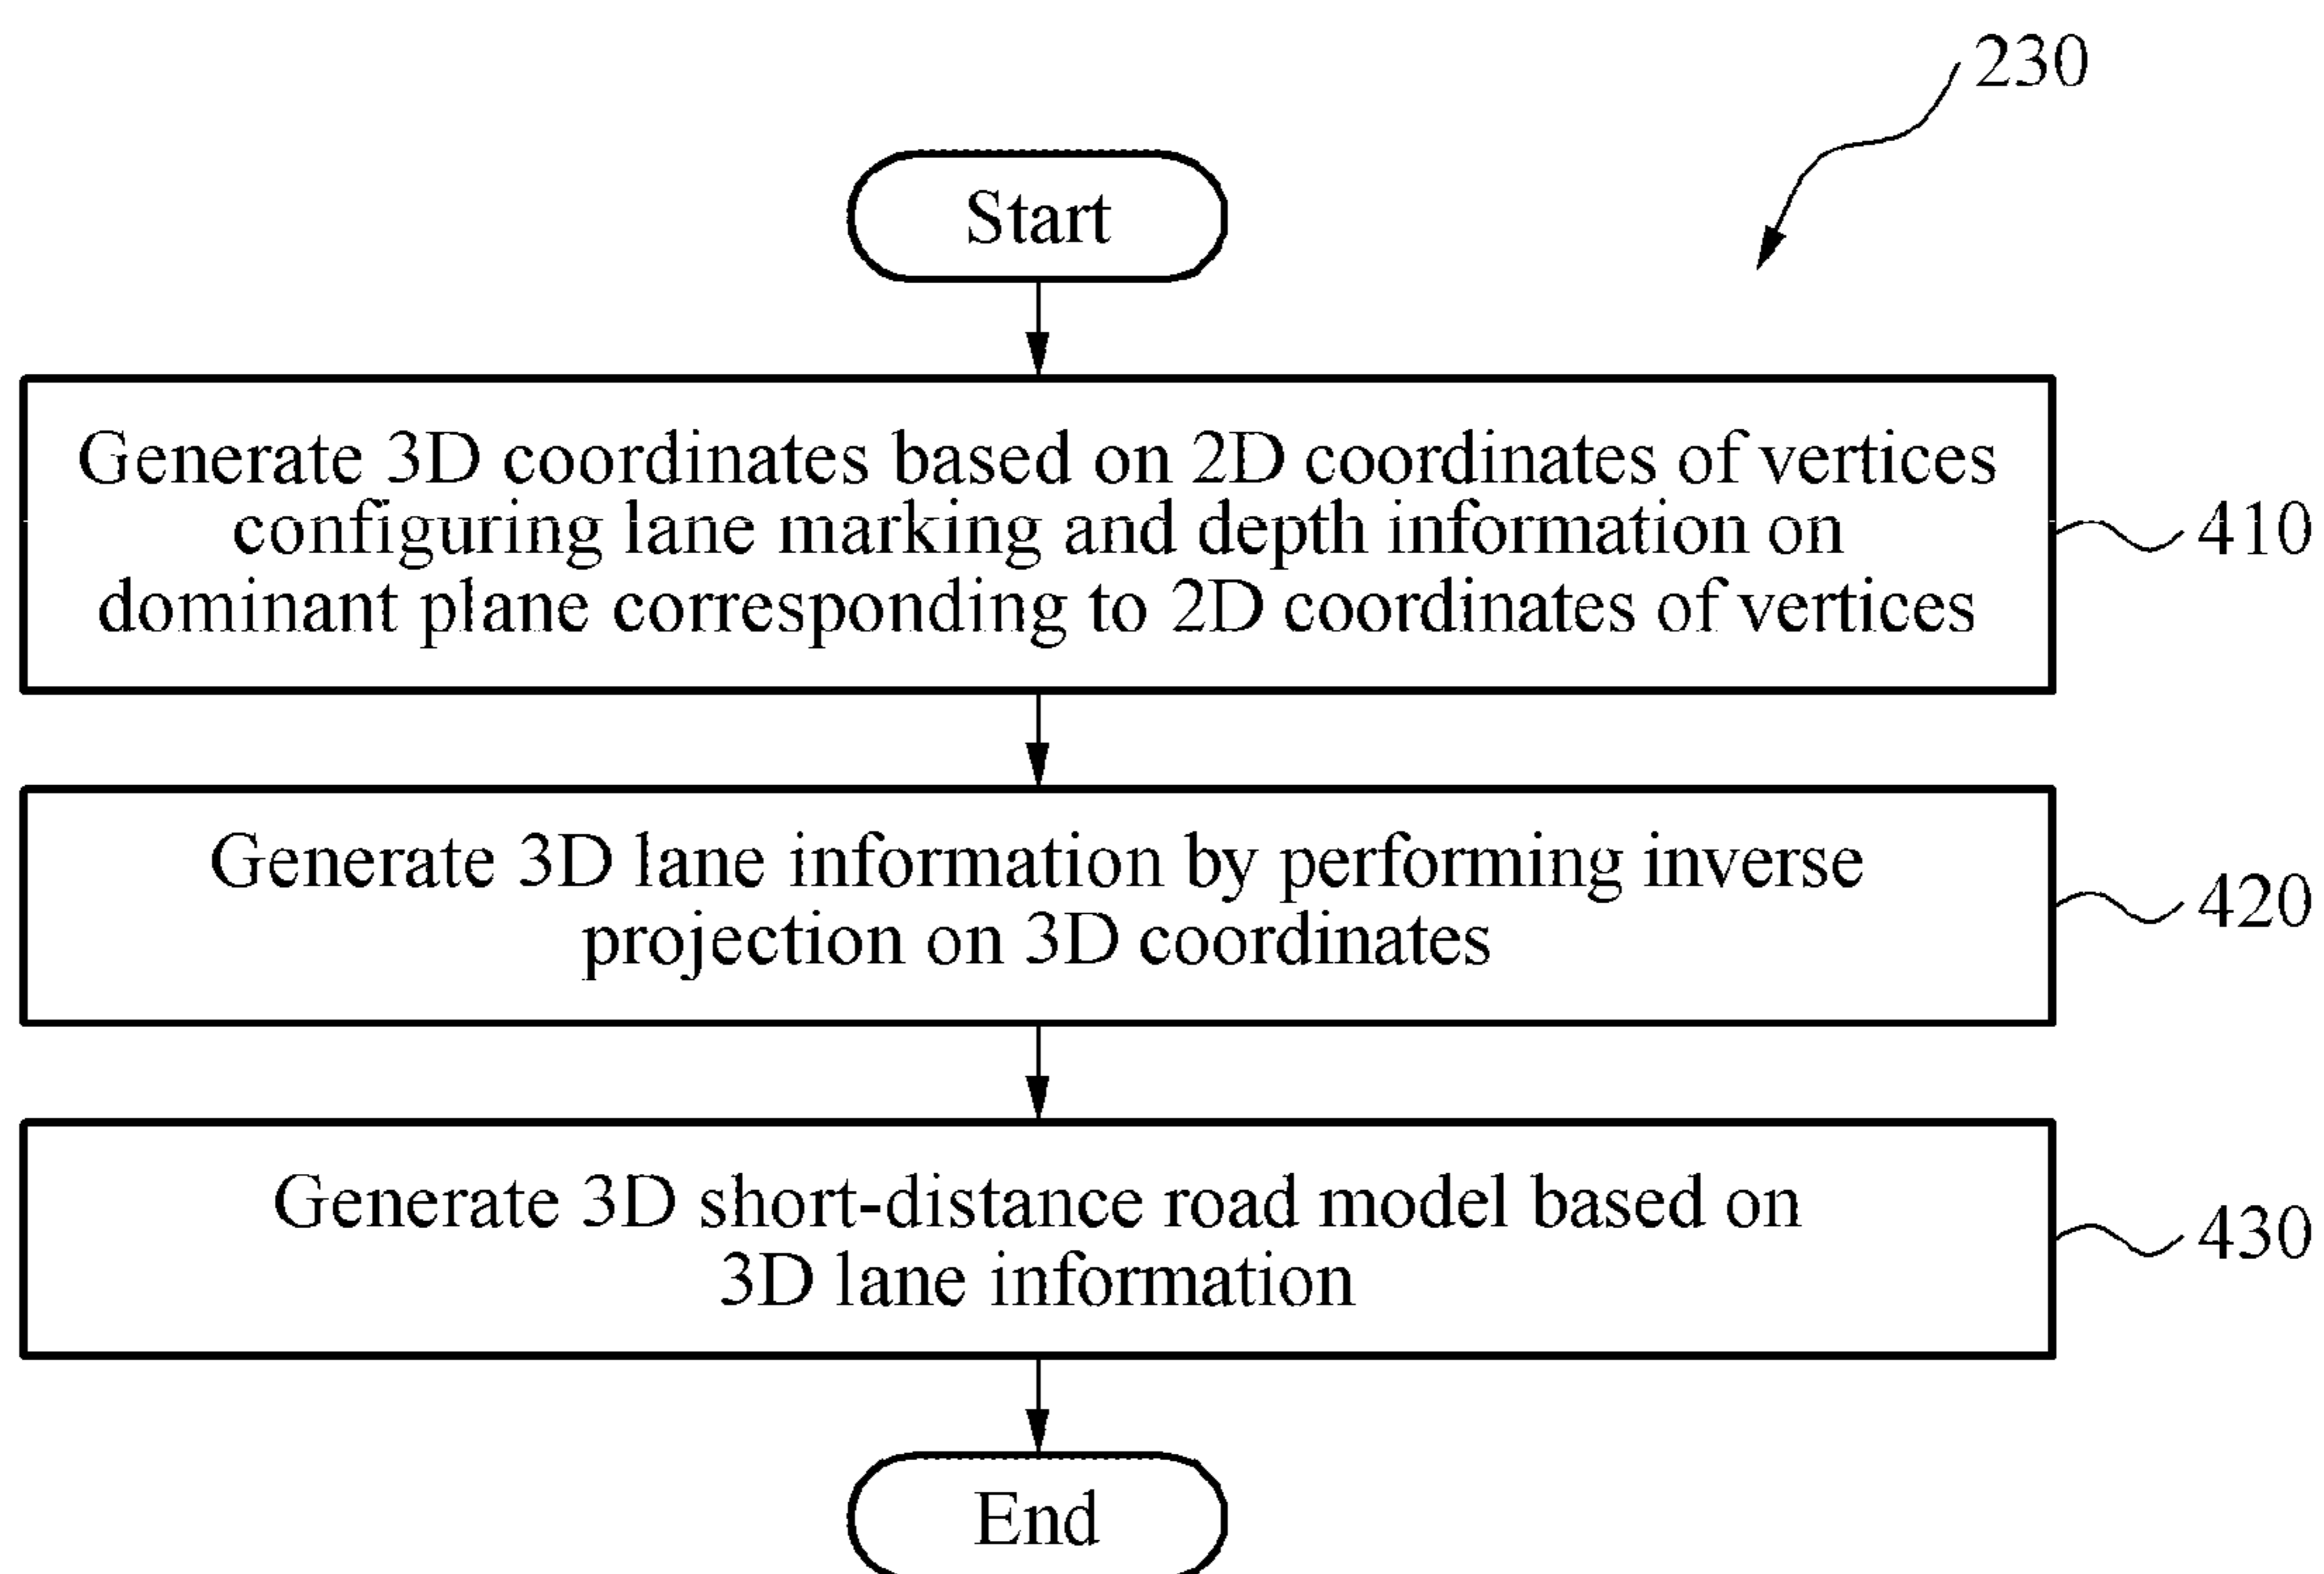 230
Start
Generate 3D coordinates based on 2D coordinates of vertices
configuring lane marking and depth information on
dominant plane corresponding to 2D coordinates of vertices
410
Generate 3D lane information by performing inverse
projection on 3D coordinates
420
Generate 3D short-distance road model based on
3D lane information
430
End